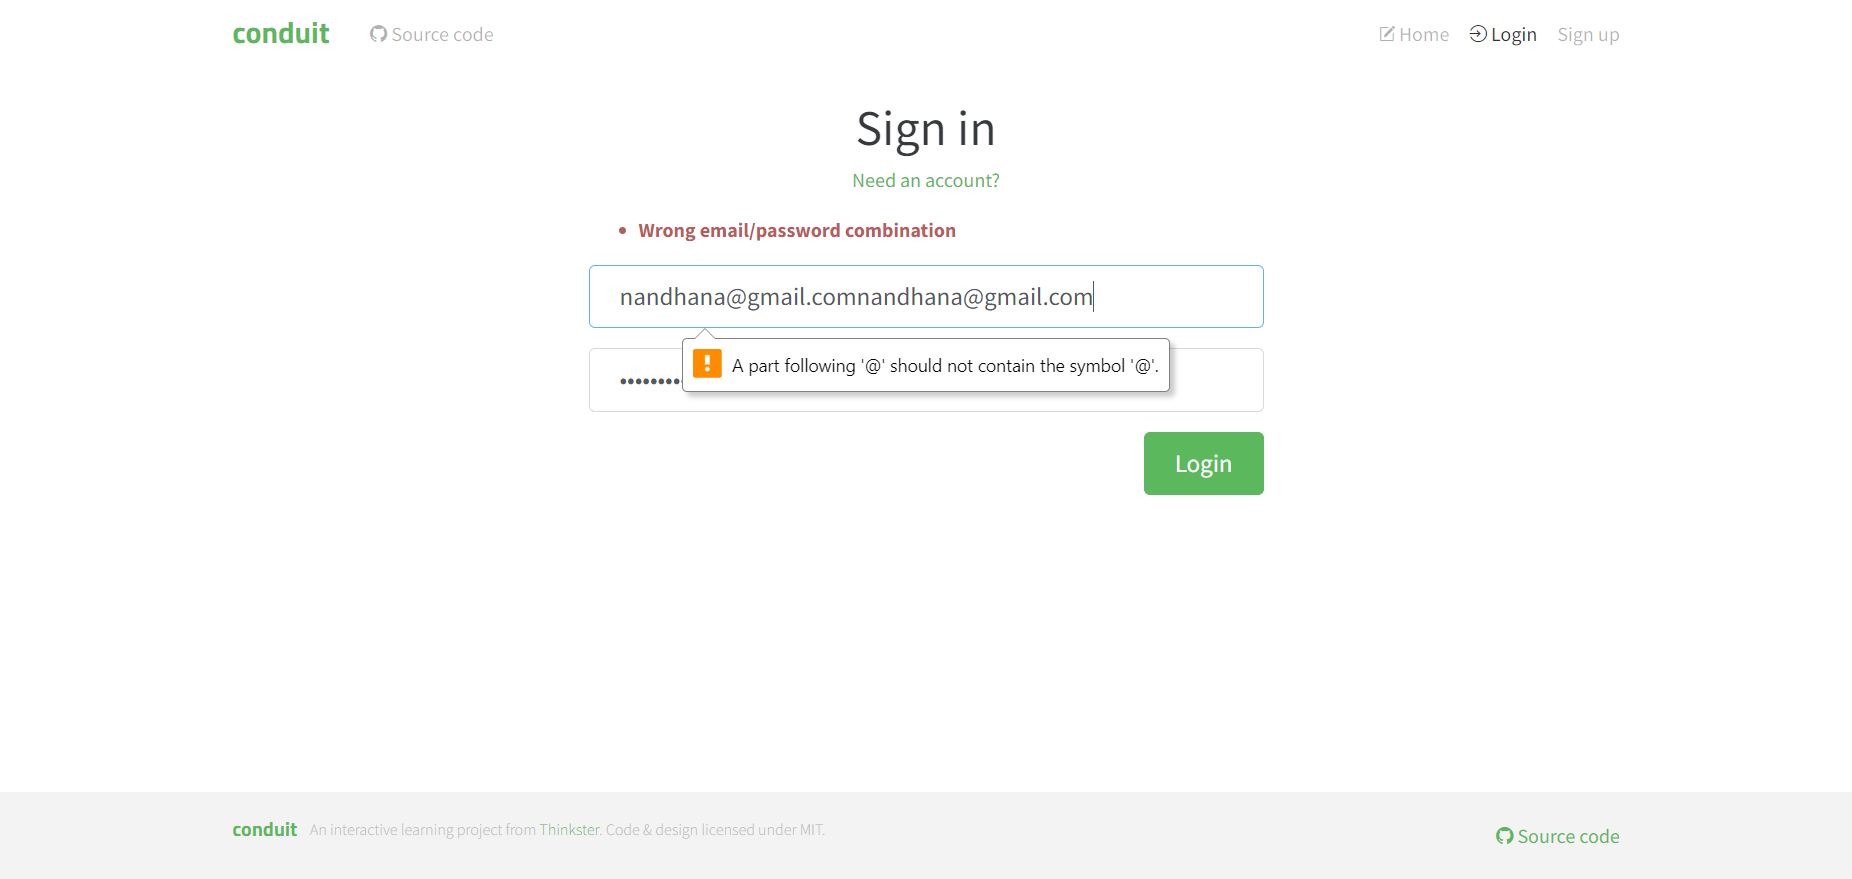 conduit Source code Home Login Sign up
Sign in
Need an account?
• Wrong email/password combination
nandhana@gmail.comnandhana@gmail.com
A part following '@' should not contain the symbol '@'.
Login
conduit An interactive learning project from Thinkster. Code & design licensed under MIT.
Source code